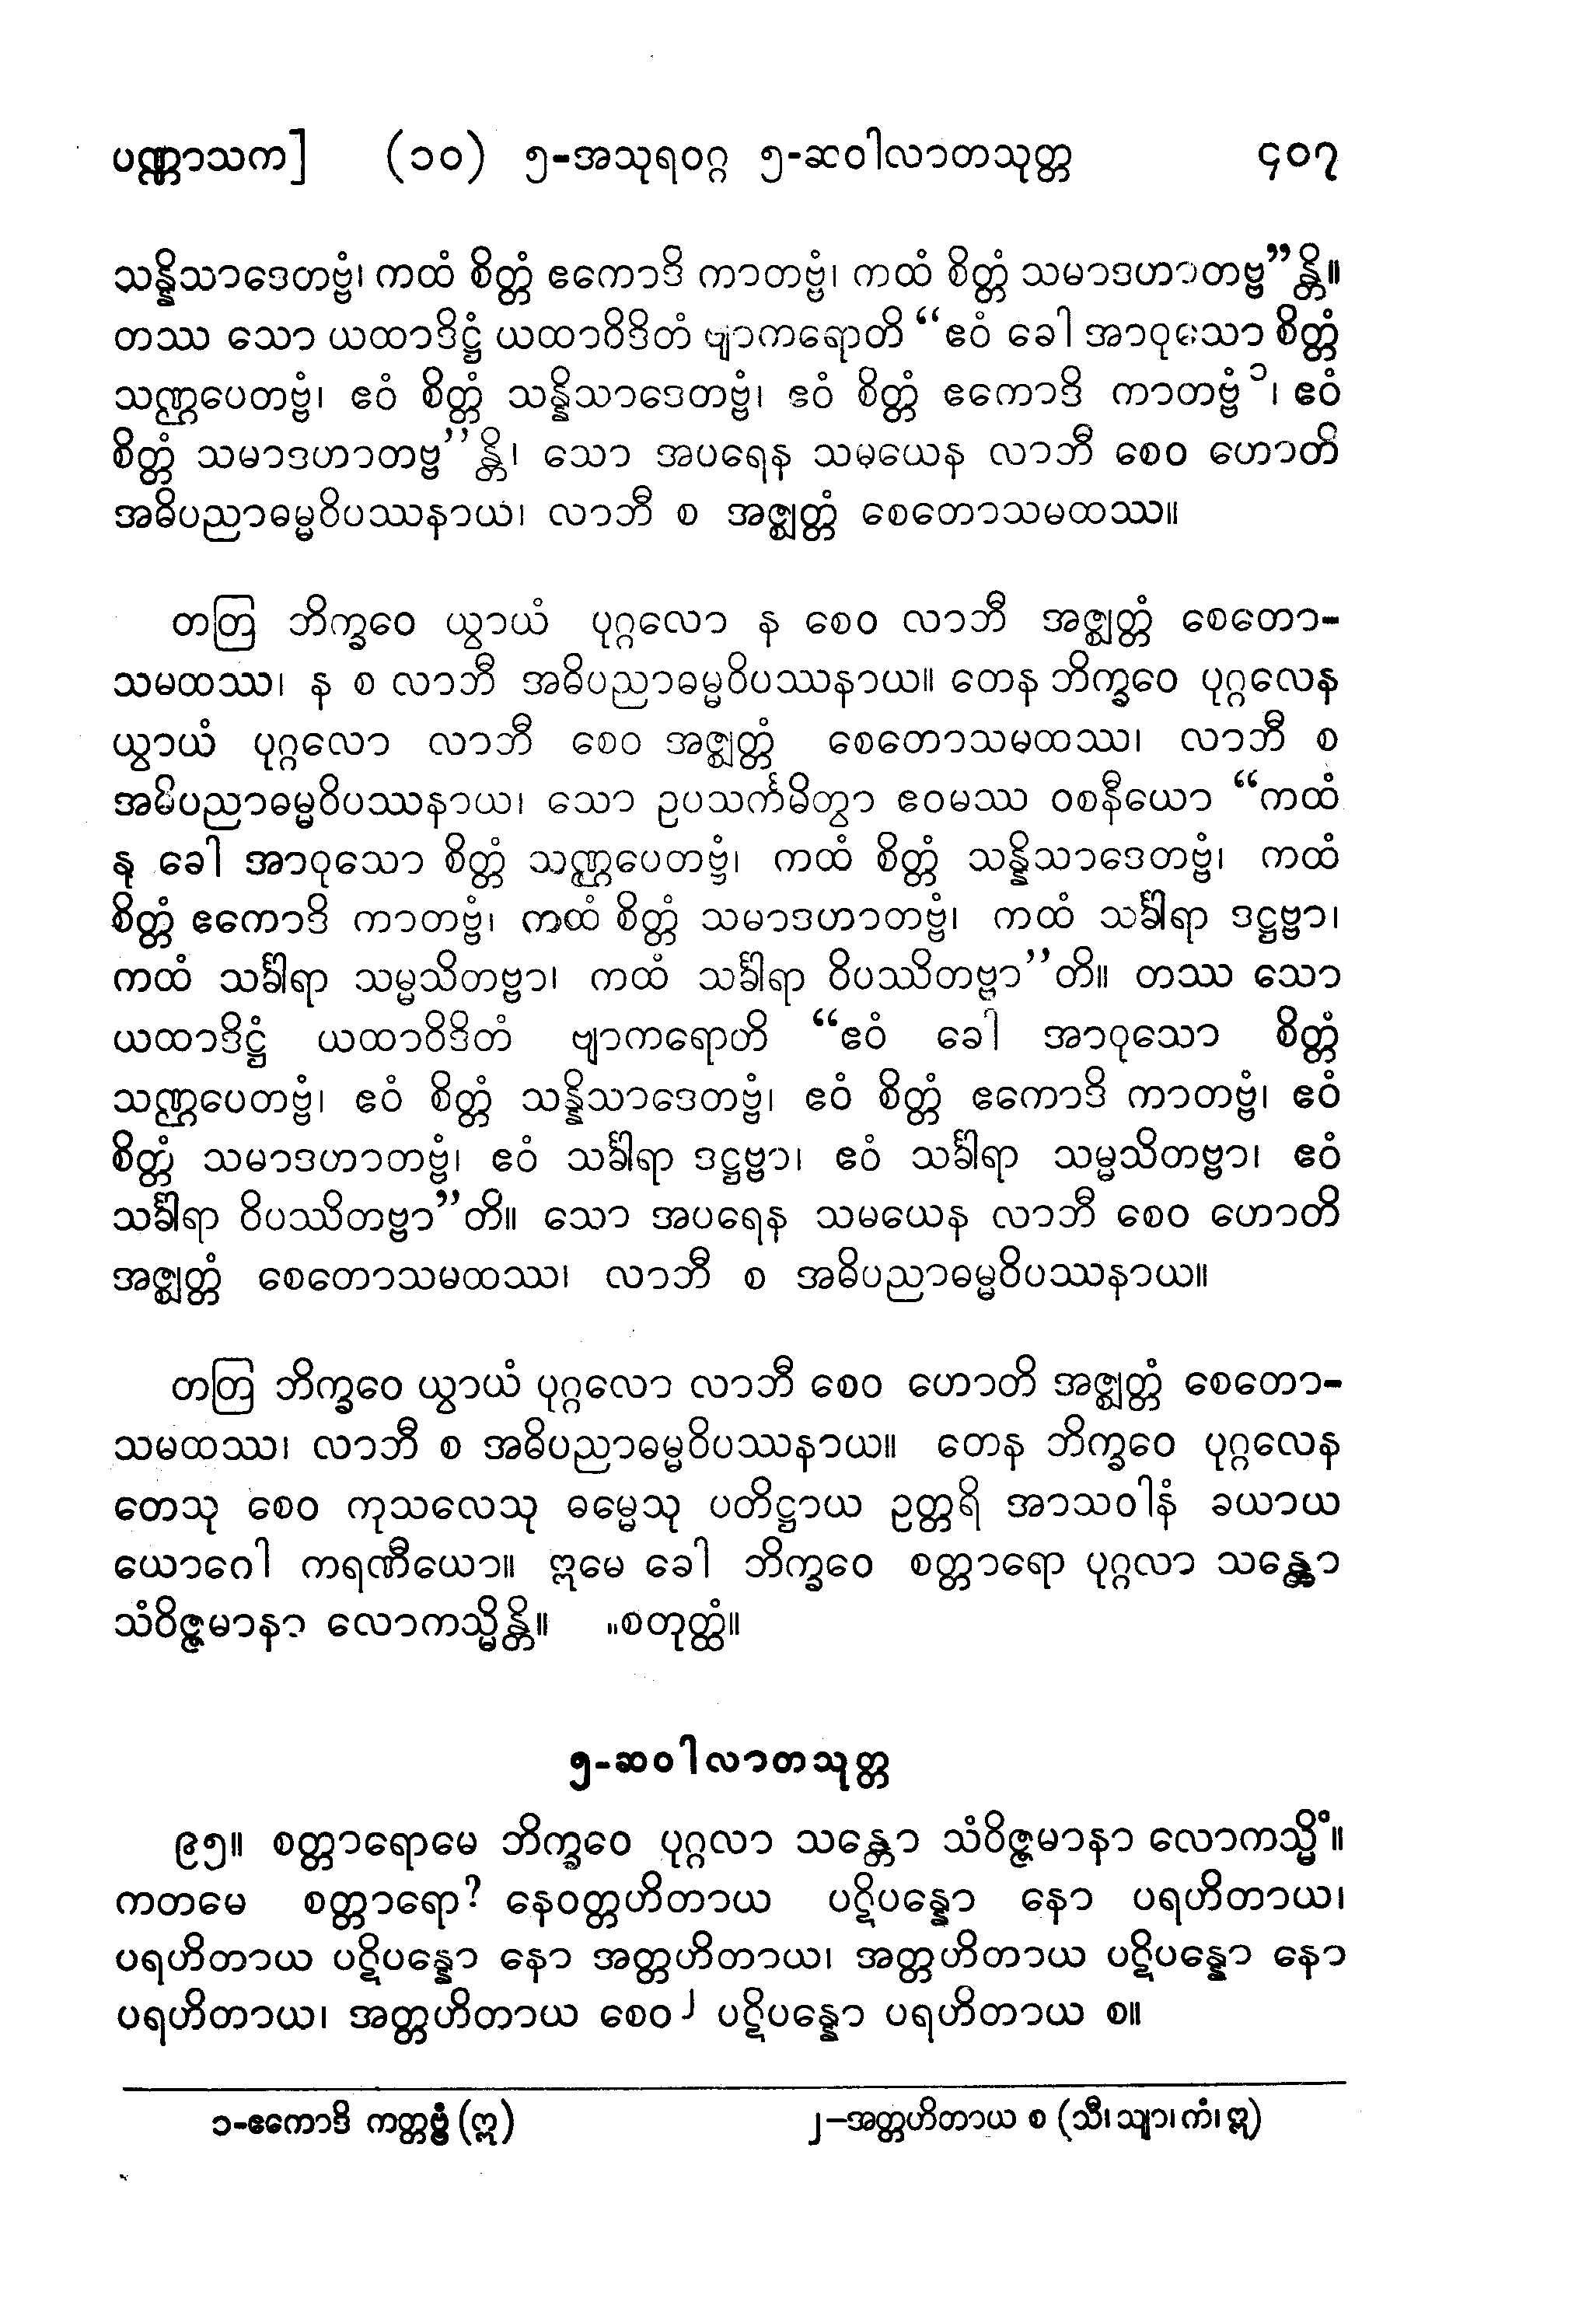 ပဏ္ဏာသက] (၁၀) ၅-အသုရဝဂ္ဂ ၅-ဆဝါလာတသုတ္တ ၄၀၇
သန္နိသာဒေတဗ္ဗံ၊ ကထံ စိတ္တံ ဧကောဒိ ကာတဗ္ဗံ၊ ကထံ စိတ္တံ သမာဒဟာတဗ္ဗ”န္တိ။
တဿ သော ယထာဒိဋ္ဌံ ယထာဝိဒိတံ ဗျာကရောတိ “ဧဝံ ခေါ အာဝုသော စိတ္တံ
သဏ္ဌပေတဗ္ဗံ၊ ဧဝံ စိတ္တံ သန္နိသာဒေတဗ္ဗံ၊ ဧဝံ စိတ္တံ ဧကောဒိ ကာတဗ္ဗံ ၁၊ ဧဝံ
စိတ္တံ သမာဒဟာတဗ္ဗ”န္တိ၊ သော အပရေန သမယေန လာဘီ စေဝ ဟောတိ
အဓိပညာဓမ္မဝိပဿနာယ၊ လာဘီ စ အဇ္ဈတ္တံ စေတောသမထဿ။
တတြ ဘိက္ခဝေ ယွာယံ ပုဂ္ဂလော န စေဝ လာဘီ အဇ္ဈတ္တံ စေတော-
သမထဿ၊ န စ လာဘီ အဓိပညာဓမ္မဝိပဿနာယ။ တေန ဘိက္ခဝေ ပုဂ္ဂလေန
ယွာယံ ပုဂ္ဂလော လာဘီ စေဝ အဇ္ဈတ္တံ စေတောသမထဿ၊ လာဘီ စ
အဓိပညာဓမ္မဝိပဿနာယ၊ သော ဥပသင်္ကမိတွာ ဧဝမဿ ဝစနီယော “ကထံ
နု ခေါ အာဝုသော စိတ္တံ သဏ္ဌပေတဗ္ဗံ၊ ကထံ စိတ္တံ သန္နိသာဒေတဗ္ဗံ၊ ကထံ
စိတ္တံ ဧကောဒိ ကာတဗ္ဗံ၊ ကထံ စိတ္တံ သမာဒဟာတဗ္ဗံ၊ ကထံ သင်္ခါရာ ဒဋ္ဌဗ္ဗာ၊
ကထံ သင်္ခါရာ သမ္မသိတဗ္ဗာ၊ ကထံ သင်္ခါရာ ဝိပဿိတဗ္ဗာ”တိ။ တဿ သော
ယထာဒိဋ္ဌံ ယထာဝိဒိတံ ဗျာကရောတိ “ဧဝံ ခေါ အာဝုသော စိတ္တံ
သဏ္ဌပေတဗ္ဗံ၊ ဧဝံ စိတ္တံ သန္နိသာဒေတဗ္ဗံ၊ ဧဝံ စိတ္တံ ဧကောဒိ ကာတဗ္ဗံ၊ ဧဝံ
စိတ္တံ သမာဒဟာတဗ္ဗံ၊ ဧဝံ သင်္ခါရာ ဒဋ္ဌဗ္ဗာ၊ ဧဝံ သင်္ခါရာ သမ္မသိတဗ္ဗာ၊ ဧဝံ
သင်္ခါရာ ဝိပဿိတဗ္ဗာ”တိ။ သော အပရေန သမယေန လာဘီ စေဝ ဟောတိ
အဇ္ဈတ္တံ စေတောသမထဿ၊ လာဘီ စ အဓိပညာဓမ္မဝိပဿနာယ။
တတြ ဘိက္ခဝေ ယွာယံ ပုဂ္ဂလော လာဘီ စေဝ ဟောတိ အဇ္ဈတ္တံ စေတော-
သမထဿ၊ လာဘီ စ အဓိပညာဓမ္မဝိပဿနာယ။ တေန ဘိက္ခဝေ ပုဂ္ဂလေန
တေသု စေဝ ကုသလေသု ဓမ္မေသု ပတိဋ္ဌာယ ဥတ္တရိ အာသဝါနံ ခယာယ
ယောဂေါ ကရဏီယော။ ဣမေ ခေါ ဘိက္ခဝေ စတ္တာရော ပုဂ္ဂလာ သန္တော
သံဝိဇ္ဇမာနာ လောကသ္မိန္တိ။ ။စတုတ္ထံ။
၅-ဆဝါလာတသုတ္တ
၉၅။ စတ္တာရောမေ ဘိက္ခဝေ ပုဂ္ဂလာ သန္တော သံဝိဇ္ဇမာနာ လောကသ္မိံ။
ကတမေ စတ္တာရော? နေဝတ္တဟိတာယ ပဋိပန္နော နော ပရဟိတာယ၊
ပရဟိတာယ ပဋိပန္နော နော အတ္တဟိတာယ၊ အတ္တဟိတာယ ပဋိပန္နော နော
ပရဟိတာယ၊ အတ္တဟိတာယ စေဝ ၂ ပဋိပန္နော ပရဟိတာယ စ။
၁-ဧကောဒိ ကတ္တဗ္ဗံ (ဣ) ၂-အတ္တဟိတာယ စ (သီ၊ သျာ၊ ကံ၊ ဣ)